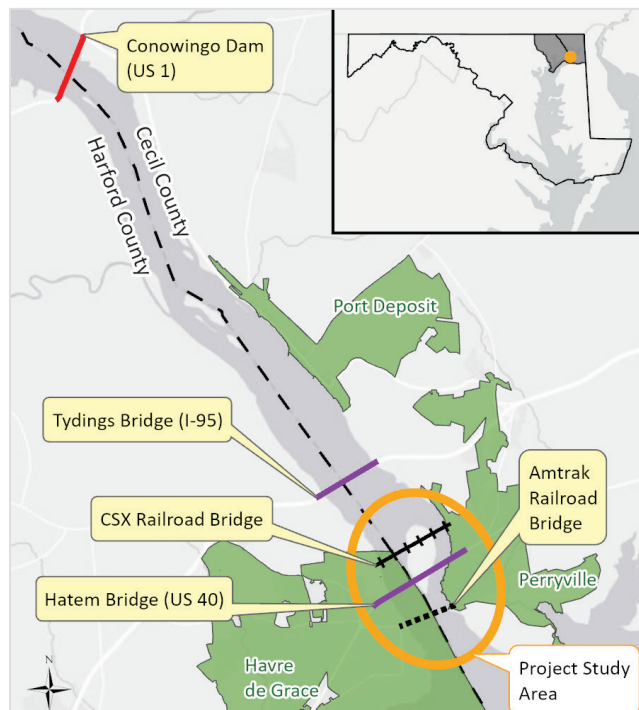 Conowingo Dam
(US 1)
Cecil County
Harford County
Port Deposit
Tydings Bridge (I-95)
Amtrak
Railroad
Bridge
CSX Railroad Bridge
Perryville
Hatem Bridge (US 40)
Havre
de Grace
Project Study
Area
N